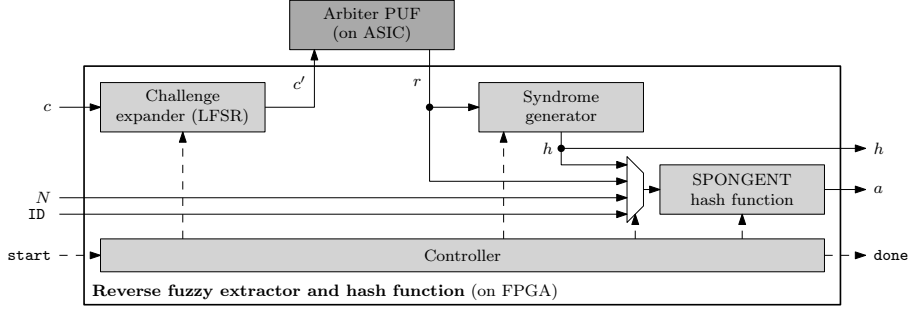 Arbiter PUF
(on ASIC)
c
Challenge
expander (LFSR)
c′
r
Syndrome
generator
h
h
N
ID
SPONGENT
hash function
a
start
Controller
done
Reverse fuzzy extractor and hash function (on FPGA)